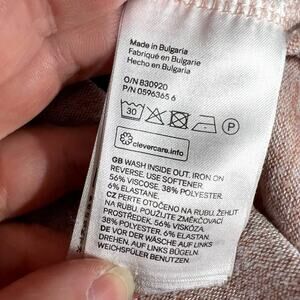 Made in Bulgaria
Fabriqué en Bulgarie
Hecho en Bulgaria
O/N 830920
P/N 0596365 6
30
P
clevercare.info
GB WASH INSIDE OUT. IRON ON
REVERSE. USE SOFTENER.
56% VISCOSE. 38% POLYESTER.
6% ELASTANE.
CZ PERTE OTOČENO NA RUBU, ŽEHLIT
NA RUBU, POUŽIJTE ZMĚKČOVACÍ
PROSTŘEDEK, 56% VISKÓZA.
38% POLYESTER. 6% ELASTAN.
DE VOR DER WÄSCHE AUF LINKS
DREHEN. AUF LINKS BÜGELN.
WEICHSPÜLER BENUTZEN.